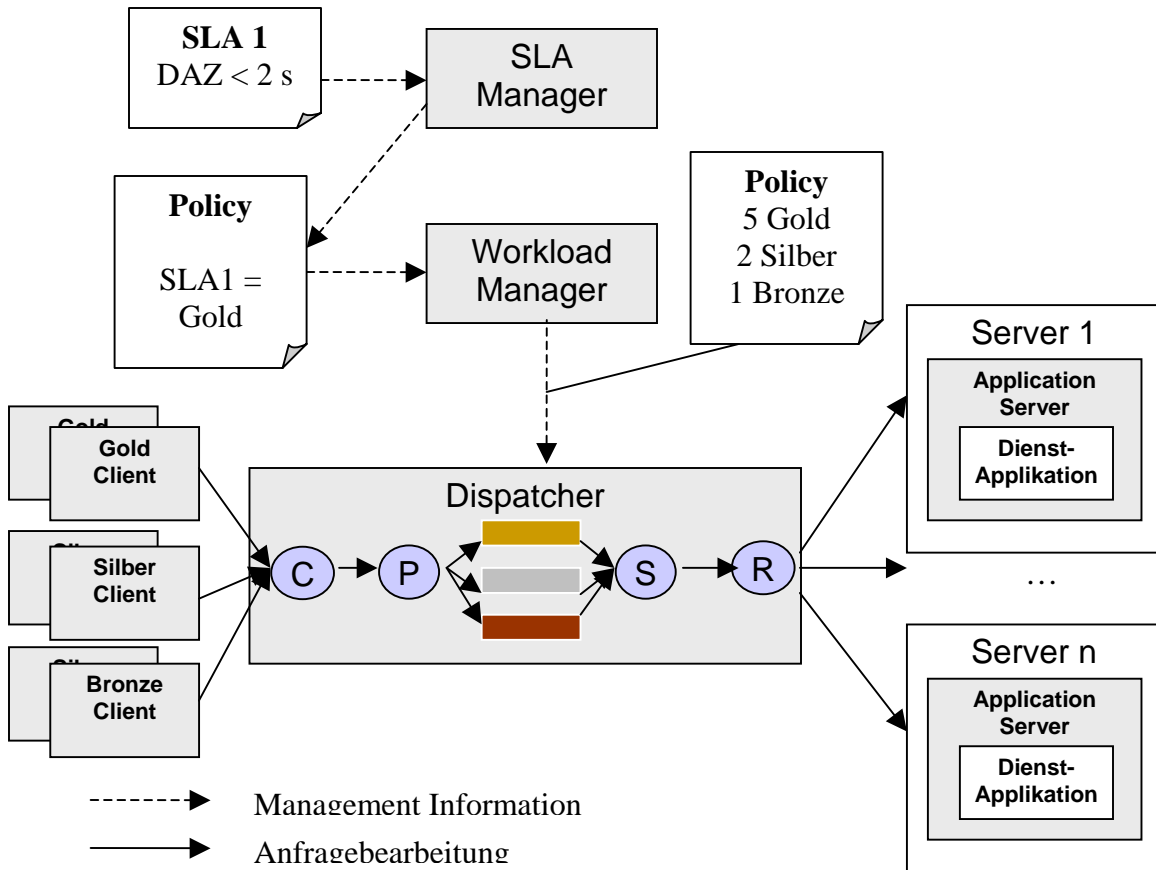 SLA 1
DAZ < 2 s
SLA
Manager
Policy
SLA1 =
Gold
Workload
Manager
Policy
5 Gold
2 Silber
1 Bronze
Server 1
Application
Server
Dienst-
Applikation
Gold
Gold
Client
Silber
Client
Bronze
Client
Dispatcher
C
P
S
R
...
Server n
Application
Server
Dienst-
Applikation
Management Information
Anfragebearbeitung